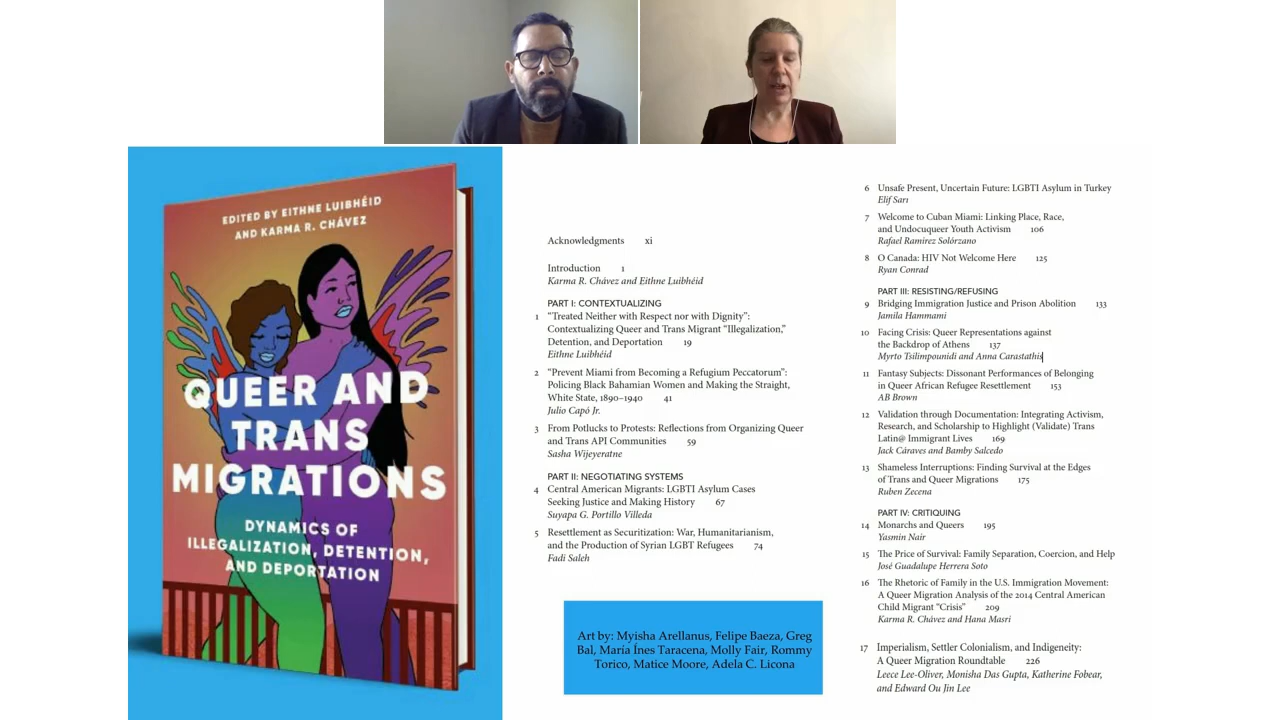 EDITED BY EITHNE LUIBHÉID
AND KARMA R. CHÁVEZ
QUEER AND
TRANS
MIGRATIONS
DYNAMICS OF
ILLEGALIZATION, DETENTION,
AND DEPORTATION
Acknowledgments xi
Introduction 1
Karma R. Chávez and Eithne Luibhéid
PART I: CONTEXTUALIZING
1 “Treated Neither with Respect nor with Dignity”:
Contextualizing Queer and Trans Migrant “Illegalization,”
Detention, and Deportation 19
Eithne Luibhéid
2 “Prevent Miami from Becoming a Refugium Peccatorum”:
Policing Black Bahamian Women and Making the Straight,
White State, 1890–1940 41
Julio Capó Jr.
3 From Potlucks to Protests: Reflections from Organizing Queer
and Trans API Communities 59
Sasha Wijeyeratne
PART II: NEGOTIATING SYSTEMS
4 Central American Migrants: LGBTI Asylum Cases
Seeking Justice and Making History 67
Suyapa G. Portillo Villeda
5 Resettlement as Securitization: War, Humanitarianism,
and the Production of Syrian LGBT Refugees 74
Fadi Saleh
Art by: Myisha Arellanus, Felipe Baeza, Greg
Bal, María Ínes Taracena, Molly Fair, Rommy
Torico, Matice Moore, Adela C. Licona
6 Unsafe Present, Uncertain Future: LGBTI Asylum in Turkey
Elif Sarı
7 Welcome to Cuban Miami: Linking Place, Race,
and Undocuqueer Youth Activism 106
Rafael Ramirez Solórzano
8 O Canada: HIV Not Welcome Here 125
Ryan Conrad
PART III: RESISTING/REFUSING
9 Bridging Immigration Justice and Prison Abolition 133
Jamila Hammami
10 Facing Crisis: Queer Representations against
the Backdrop of Athens 137
Myrto Tsilimpounidi and Anna Carastathis
11 Fantasy Subjects: Dissonant Performances of Belonging
in Queer African Refugee Resettlement 153
AB Brown
12 Validation through Documentation: Integrating Activism,
Research, and Scholarship to Highlight (Validate) Trans
Latin@ Immigrant Lives 169
Jack Cáraves and Bamby Salcedo
13 Shameless Interruptions: Finding Survival at the Edges
of Trans and Queer Migrations 175
Ruben Zecena
PART IV: CRITIQUING
14 Monarchs and Queers 195
Yasmin Nair
15 The Price of Survival: Family Separation, Coercion, and Help
José Guadalupe Herrera Soto
16 The Rhetoric of Family in the U.S. Immigration Movement:
A Queer Migration Analysis of the 2014 Central American
Child Migrant “Crisis” 209
Karma R. Chávez and Hana Masri
17 Imperialism, Settler Colonialism, and Indigeneity:
A Queer Migration Roundtable 226
Leece Lee-Oliver, Monisha Das Gupta, Katherine Fobear,
and Edward Ou Jin Lee